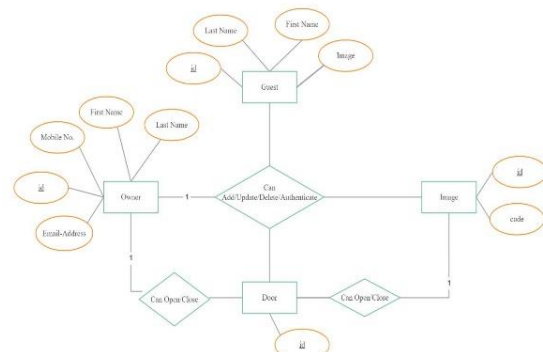 Last Name
First Name
Image
id
Guest
First Name
Last Name
Mobile No.
id
Email-Address
Owner
1
Can
Add/Update/Delete/Authenticate
Image
id
code
1
Can Open/Close
Door
Can Open/Close
1
id